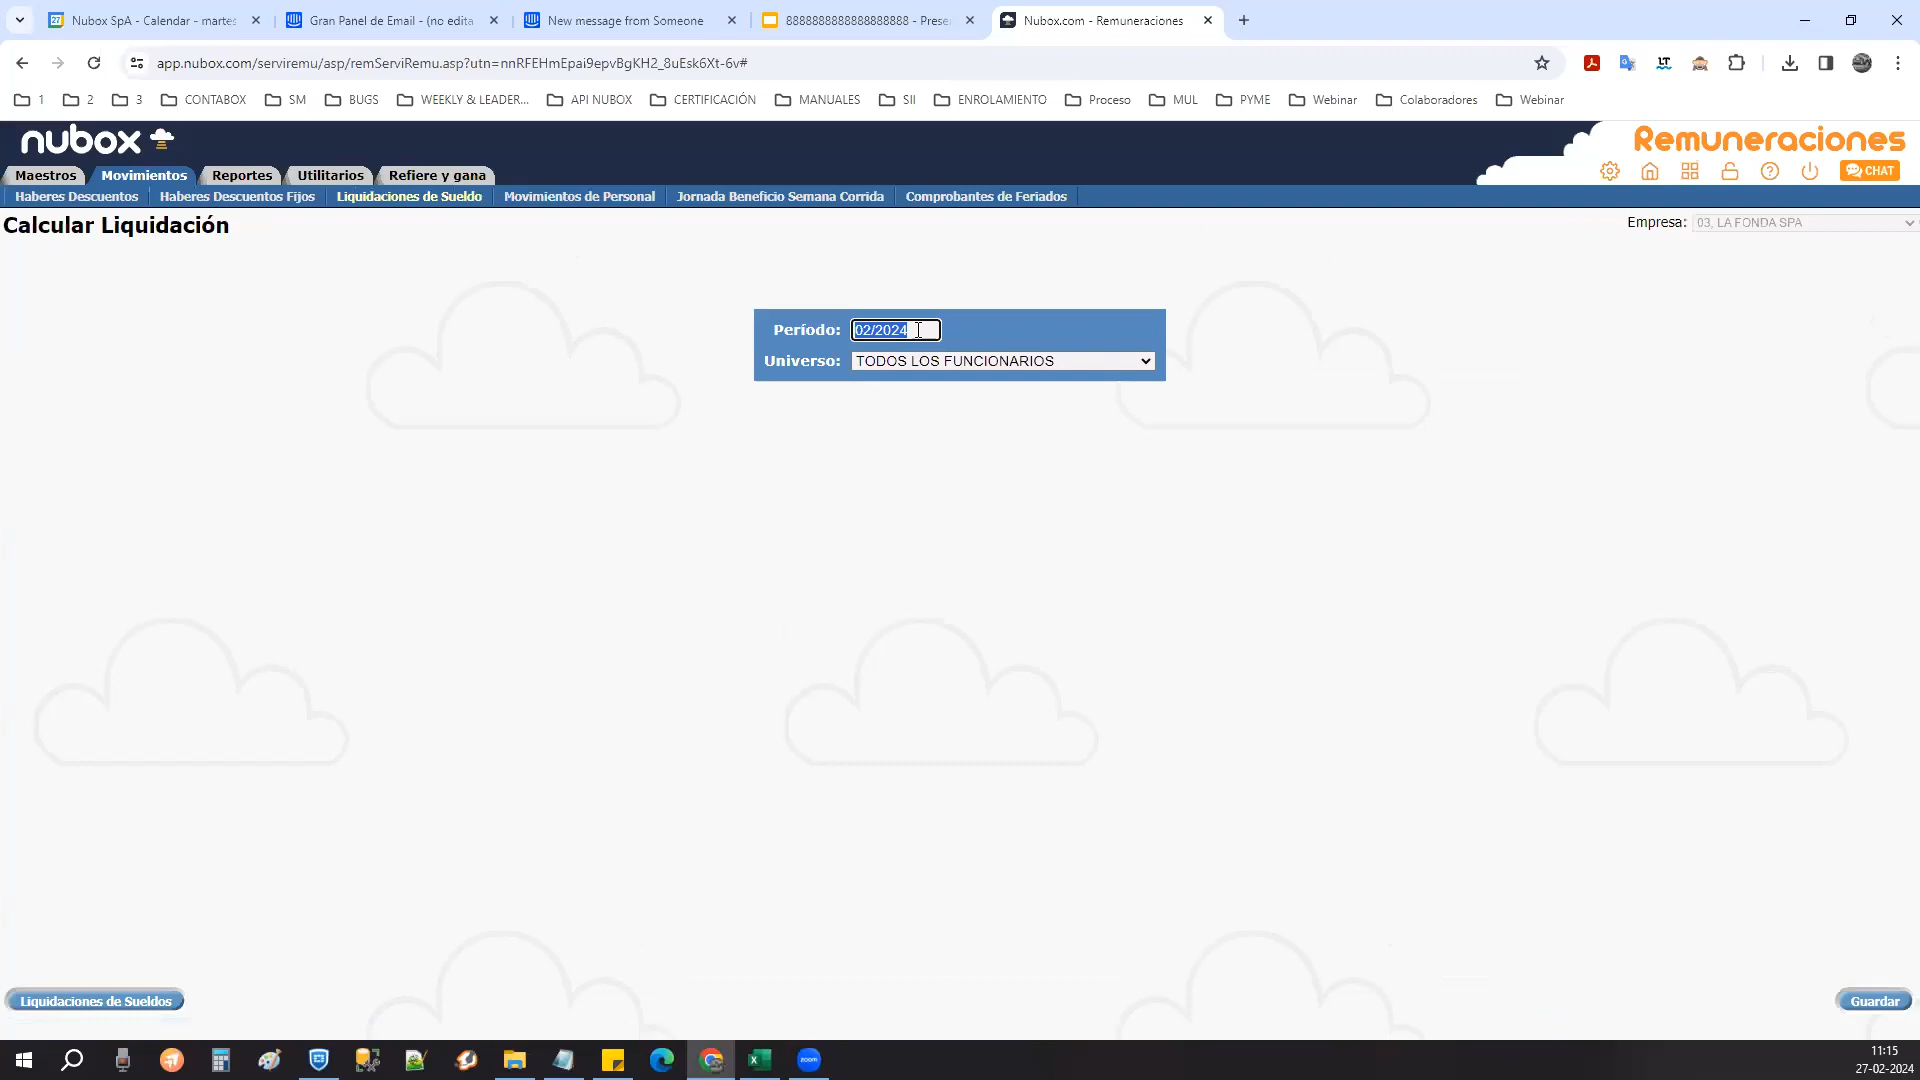 Nubox SpA - Calendar - martes
Gran Panel de Email - (no edita
New message from Someone
8888888888888888888 - Prese
Nubox.com - Remuneraciones
app.nubox.com/serviremu/asp/remServiRemu.asp?utn=nnRFEHmEpai9epvBgKH2_8uEsk6Xt-6v#
1
2
3
CONTABOX
SM
BUGS
WEEKLY & LEADER...
API NUBOX
CERTIFICACIÓN
MANUALES
SII
ENROLAMIENTO
Proceso
MUL
PYME
Webinar
Colaboradores
Webinar
nubox
Remuneraciones
Maestros
Movimientos
Reportes
Utilitarios
Refiere y gana
CHAT
Haberes Descuentos
Haberes Descuentos Fijos
Liquidaciones de Sueldo
Movimientos de Personal
Jornada Beneficio Semana Corrida
Comprobantes de Feriados
Calcular Liquidación
Empresa: 03, LA FONDA SPA
Período: 02/2024
Universo: TODOS LOS FUNCIONARIOS
Liquidaciones de Sueldos
Guardar
zoom
11:15
27-02-2024